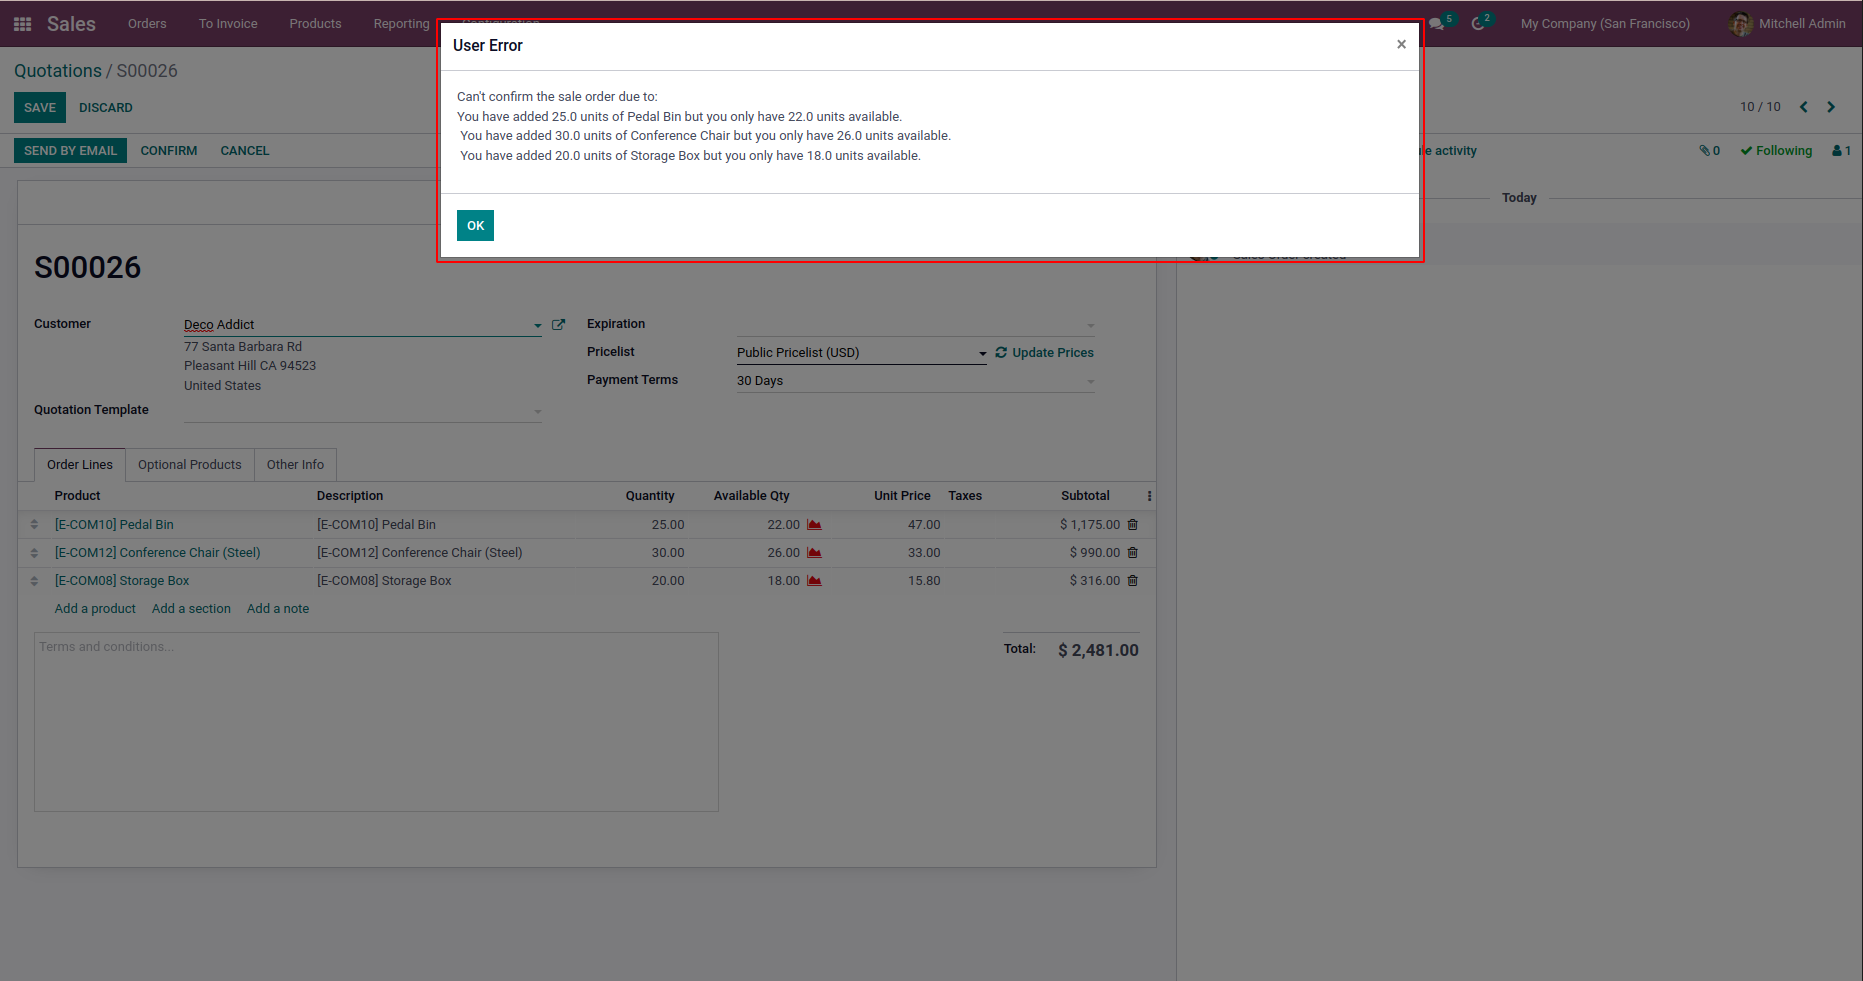 Sales Orders To Invoice Products Reporting Configuration 5 2 My Company (San Francisco) Mitchell Admin
User Error ×
Can't confirm the sale order due to:
You have added 25.0 units of Pedal Bin but you only have 22.0 units available.
You have added 30.0 units of Conference Chair but you only have 26.0 units available.
You have added 20.0 units of Storage Box but you only have 18.0 units available.
OK
Quotations / S00026
SAVE DISCARD 10 / 10
SEND BY EMAIL CONFIRM CANCEL activity 0 Following 1
Today
Sales Order created
S00026
Customer Deco Addict
77 Santa Barbara Rd
Pleasant Hill CA 94523
United States
Quotation Template
Expiration
Pricelist Public Pricelist (USD) Update Prices
Payment Terms 30 Days
Order Lines Optional Products Other Info
Product Description Quantity Available Qty Unit Price Taxes Subtotal
[E-COM10] Pedal Bin [E-COM10] Pedal Bin 25.00 22.00 47.00 $ 1,175.00
[E-COM12] Conference Chair (Steel) [E-COM12] Conference Chair (Steel) 30.00 26.00 33.00 $ 990.00
[E-COM08] Storage Box [E-COM08] Storage Box 20.00 18.00 15.80 $ 316.00
Add a product Add a section Add a note
Terms and conditions...
Total: $ 2,481.00